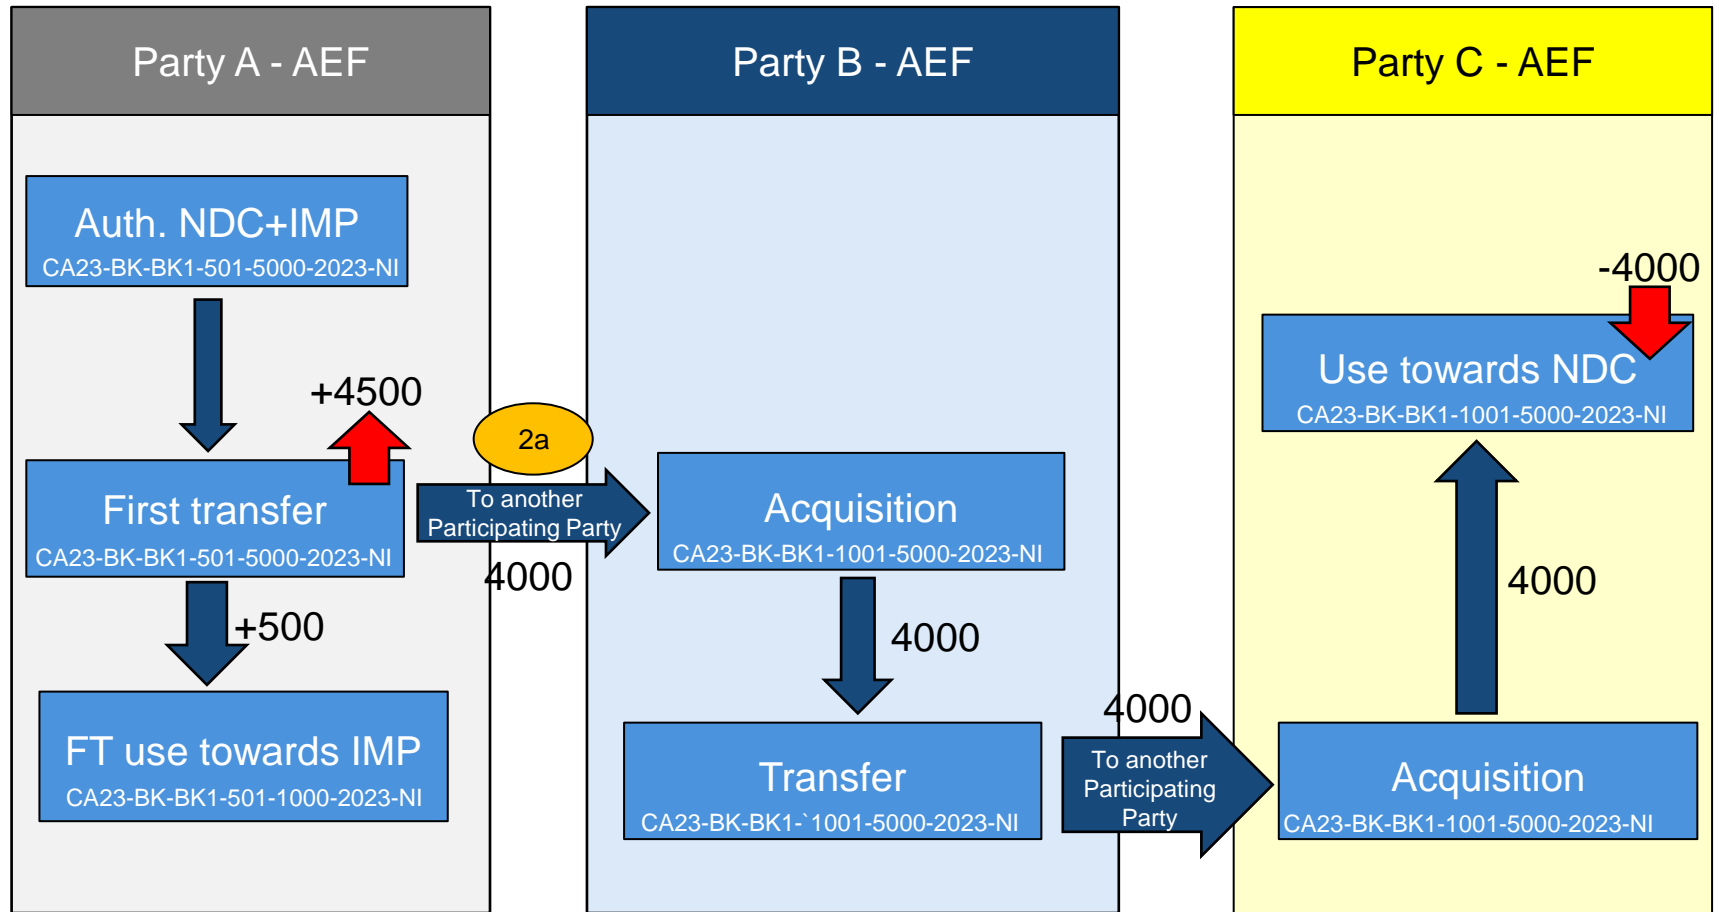 Party A - AEF
Auth. NDC+IMP
CA23-BK-BK1-501-5000-2023-NI
+4500
First transfer
CA23-BK-BK1-501-5000-2023-NI
+500
FT use towards IMP
CA23-BK-BK1-501-1000-2023-NI
2a
To another
Participating Party
4000
Party B - AEF
Acquisition
CA23-BK-BK1-1001-5000-2023-NI
4000
Transfer
CA23-BK-BK1-`1001-5000-2023-NI
4000
To another
Participating
Party
Party C - AEF
-4000
Use towards NDC
CA23-BK-BK1-1001-5000-2023-NI
4000
Acquisition
CA23-BK-BK1-1001-5000-2023-NI